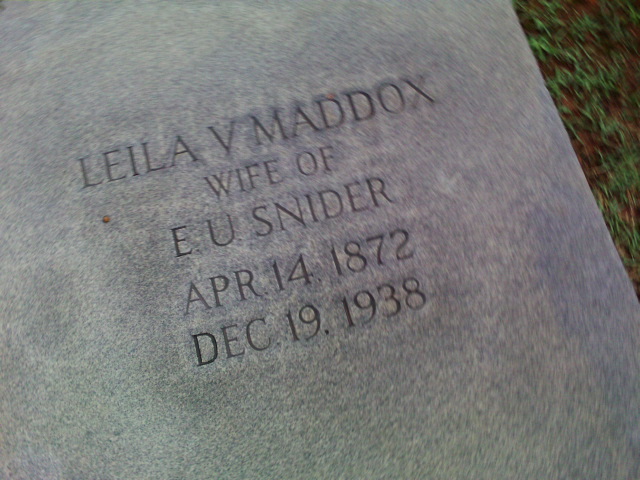 LEILA V MADDOX
WIFE OF
E. U SNIDER
APR 14, 1872
DEC 19, 1938